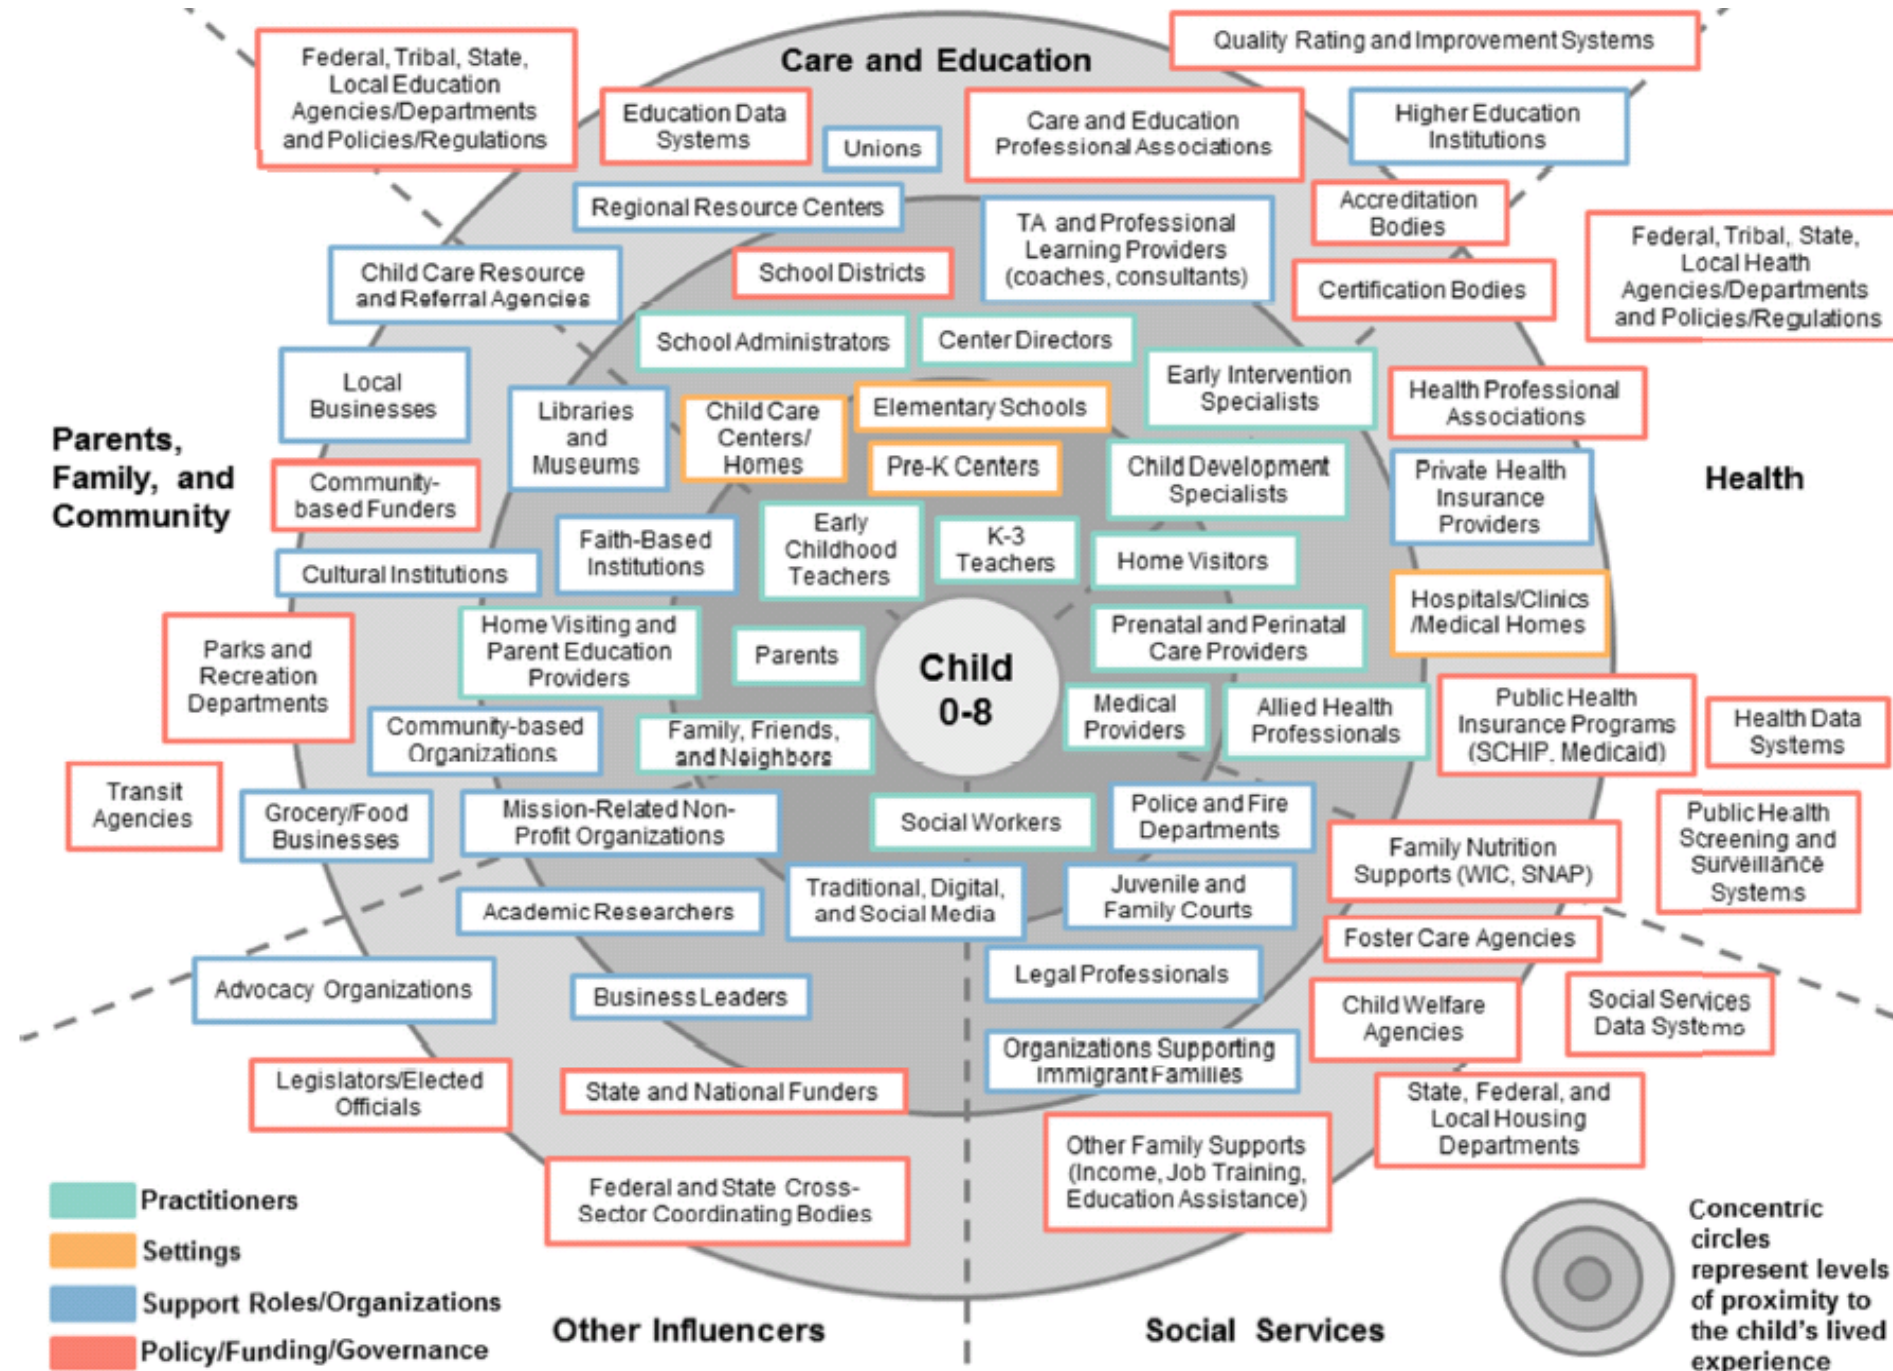 Care and Education
Quality Rating and Improvement Systems
Federal, Tribal, State,
Local Education
Agencies/Departments
and Policies/Regulations
Education Data
Systems
Unions
Care and Education
Professional Associations
Higher Education
Institutions
Regional Resource Centers
TA and Professional
Learning Providers
(coaches, consultants)
Accreditation
Bodies
Federal, Tribal, State,
Local Heath
Agencies/Departments
and Policies/Regulations
Child Care Resource
and Referral Agencies
School Districts
Certification Bodies
School Administrators
Center Directors
Early Intervention
Specialists
Health Professional
Associations
Local
Businesses
Libraries
and
Museums
Child Care
Centers/
Homes
Elementary Schools
Pre-K Centers
Child Development
Specialists
Private Health
Insurance
Providers
Parents,
Family, and
Community
Health
Community-
based Funders
Faith-Based
Institutions
Early
Childhood
Teachers
K-3
Teachers
Home Visitors
Cultural Institutions
Hospitals/Clinics
/Medical Homes
Parks and
Recreation
Departments
Home Visiting and
Parent Education
Providers
Parents
Child
0-8
Prenatal and Perinatal
Care Providers
Medical
Providers
Allied Health
Professionals
Public Health
Insurance Programs
(SCHIP, Medicaid)
Health Data
Systems
Community-based
Organizations
Family, Friends,
and Neighbors
Transit
Agencies
Grocery/Food
Businesses
Mission-Related Non-
Profit Organizations
Social Workers
Police and Fire
Departments
Family Nutrition
Supports (WIC, SNAP)
Public Health
Screening and
Surveillance
Systems
Academic Researchers
Traditional, Digital,
and Social Media
Juvenile and
Family Courts
Foster Care Agencies
Advocacy Organizations
Business Leaders
Legal Professionals
Child Welfare
Agencies
Social Services
Data Systems
Legislators/Elected
Officials
State and National Funders
Organizations Supporting
Immigrant Families
State, Federal, and
Local Housing
Departments
Other Family Supports
(Income, Job Training,
Education Assistance)
Federal and State Cross-
Sector Coordinating Bodies
Practitioners
Settings
Support Roles/Organizations
Policy/Funding/Governance
Other Influencers
Social Services
Concentric
circles
represent levels
of proximity to
the child's lived
experience